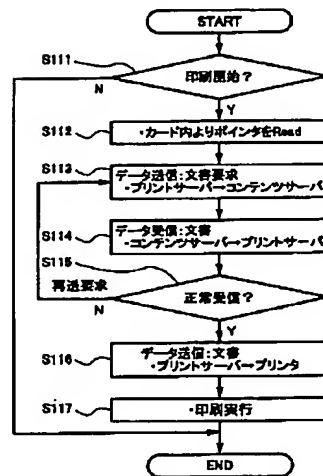 START
S111
印刷開始?
N
Y
S112
・カード内よりポインタをRead
S113
データ送信:文書要求
・プリントサーバー→コンテンツサーバ
S114
データ受信:文書
・コンテンツサーバ→プリントサーバ
S115
再送要求
正常受信?
N
Y
S116
データ送信:文書
・プリントサーバ→プリンタ
S117
・印刷実行
END